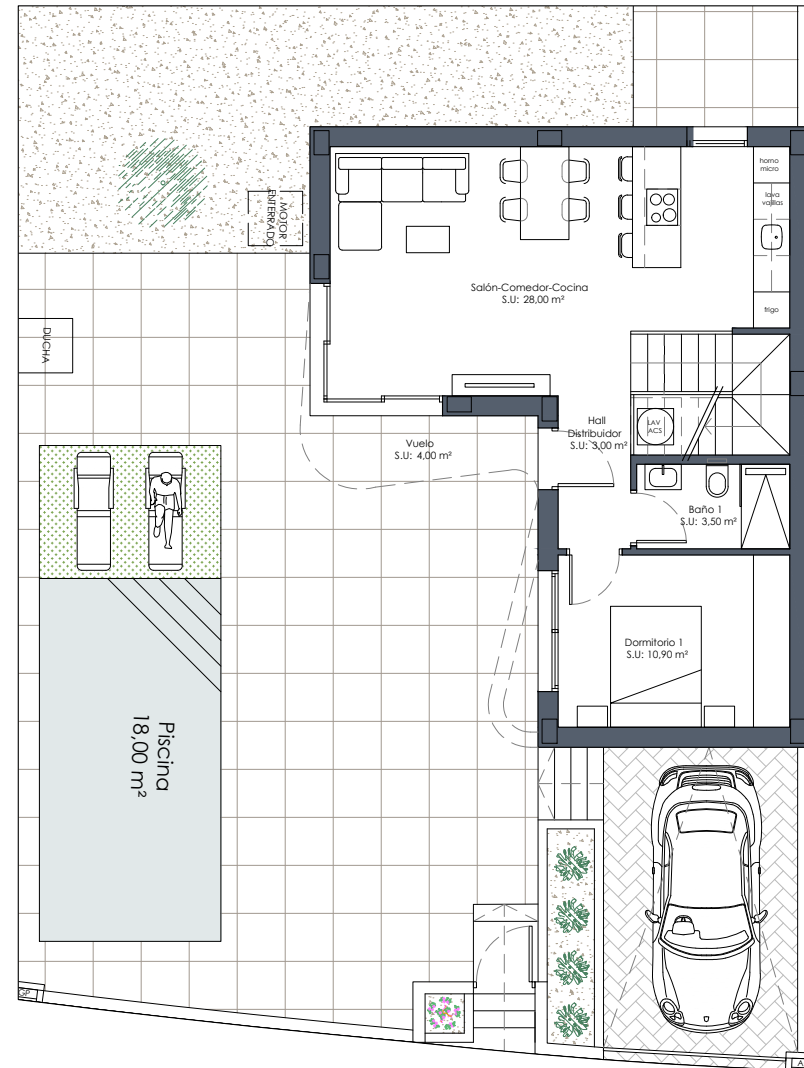 horno
micro
lava
vajillas
MOTOR
ENTERRADO
Salón-Comedor-Cocina
S.U: 28,00 m²
frigo
DUCHA
Hall
Distribuidor
S.U: 3,00 m²
LAV
ACS
Vuelo
S.U: 4,00 m²
Baño 1
S.U: 3,50 m²
Dormitorio 1
S.U: 10,90 m²
Piscina
18,00 m²
A